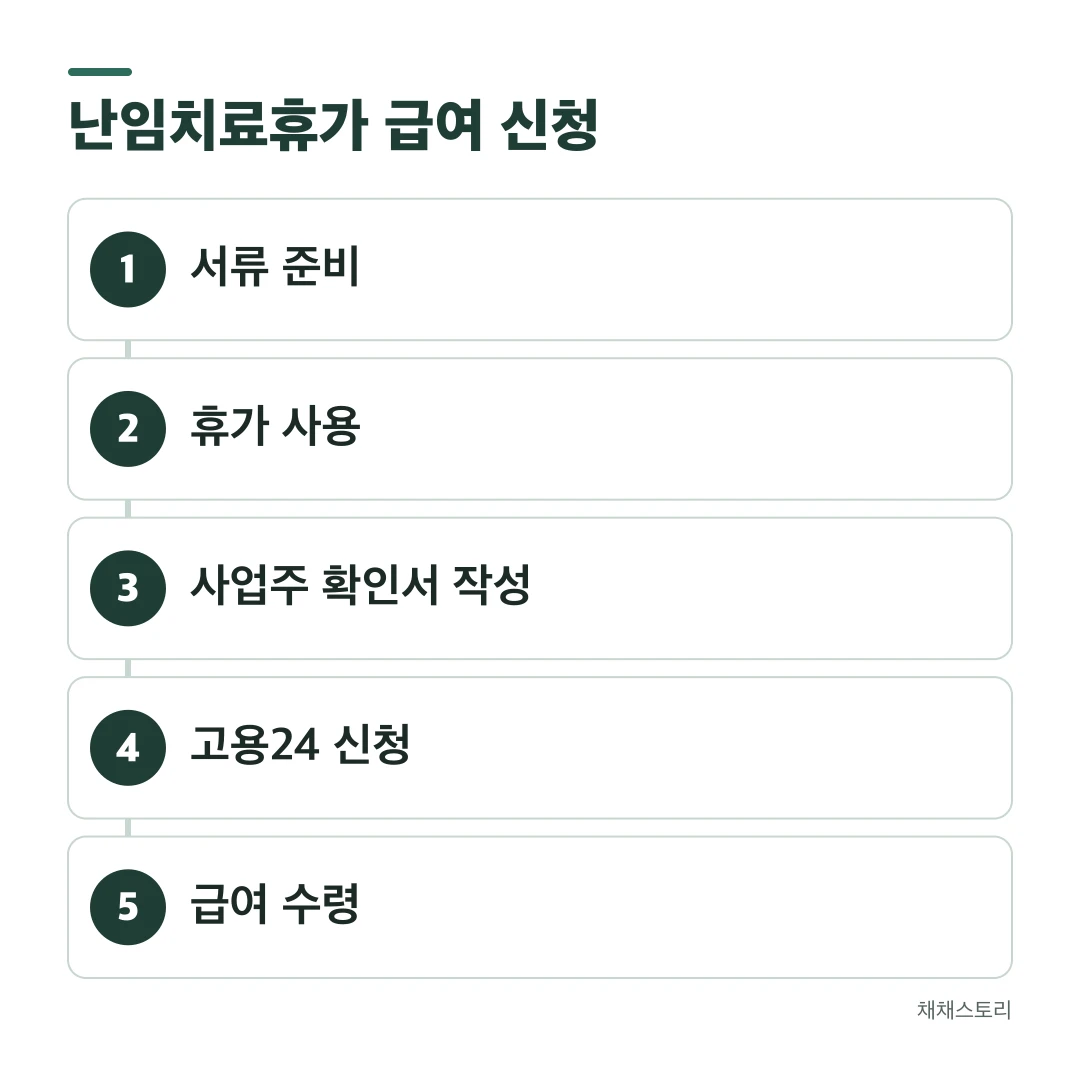 난임치료휴가 급여 신청
1 서류 준비
2 휴가 사용
3 사업주 확인서 작성
4 고용24 신청
5 급여 수령
채채스토리